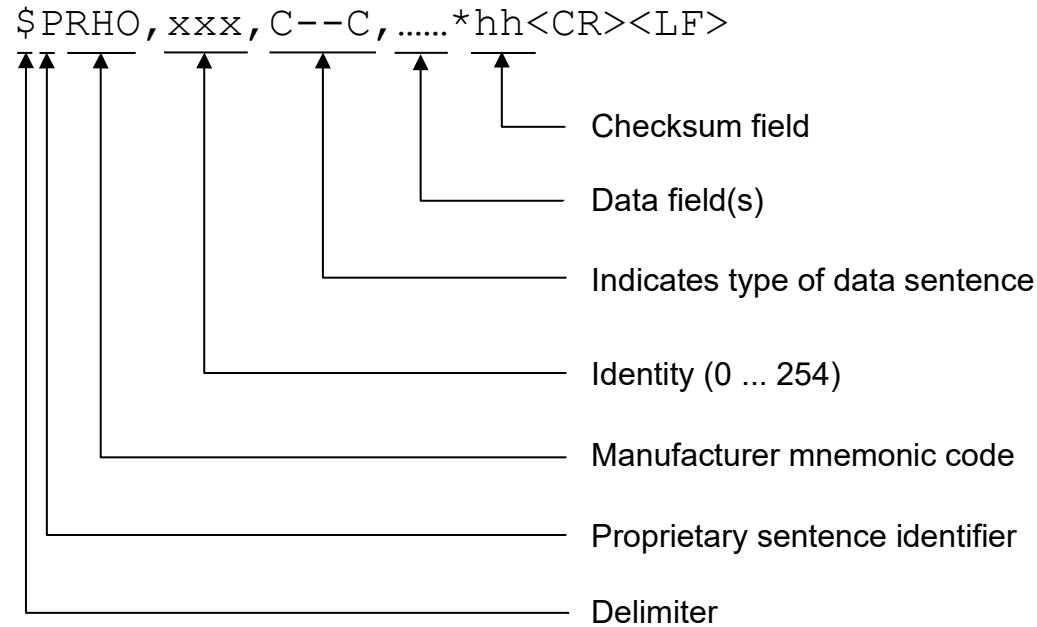 $PRHO,xxx,C--C,……*hh<CR><LF>
Checksum field
Data field(s)
Indicates type of data sentence
Identity (0 ... 254)
Manufacturer mnemonic code
Proprietary sentence identifier
Delimiter